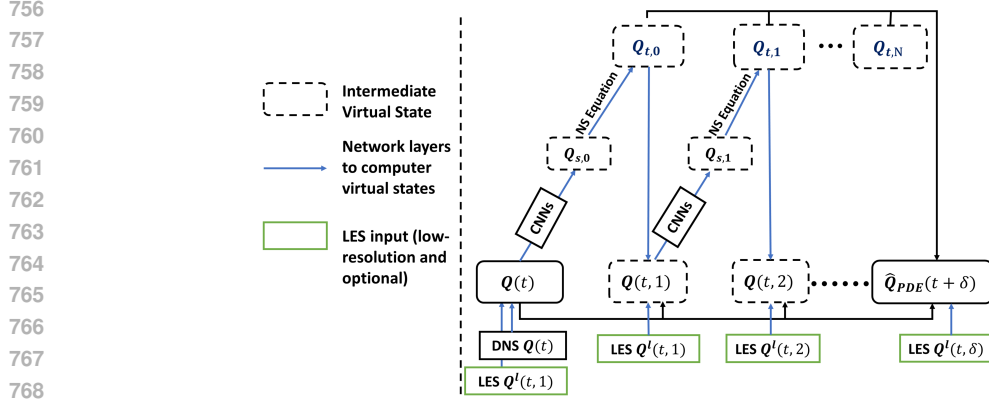 756
757
758
759
760
761
762
763
764
765
766
767
768
Intermediate
Virtual State
Network layers
to computer
virtual states
LES input (low-
resolution and
optional)
Q_{t,0}
Q_{t,1}
•••
Q_{t,N}
NS Equation
NS Equation
Q_{s,0}
Q_{s,1}
CNNs
CNNs
Q(t)
Q(t, 1)
Q(t, 2)
Q̂_{PDE}(t + δ)
DNS Q(t)
LES Q^l(t, 1)
LES Q^l(t, 1)
LES Q^l(t, 2)
LES Q^l(t, δ)